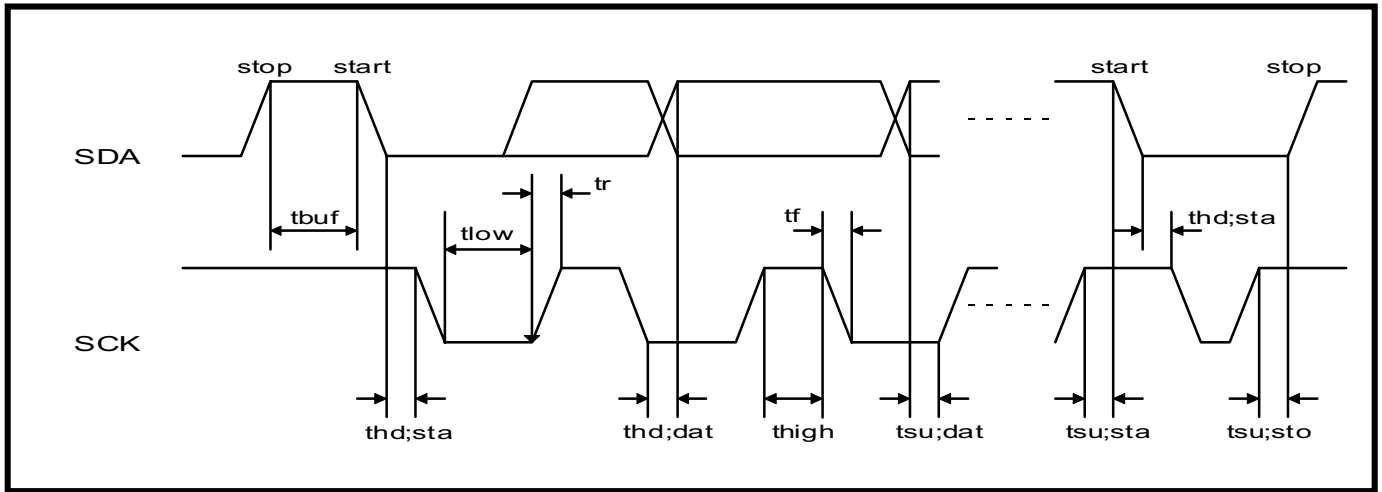 stop start start stop
SDA
tr
tbuf tf thd;sta
tlow
SCK
thd;sta thd;dat thigh tsu;dat tsu;sta tsu;sto